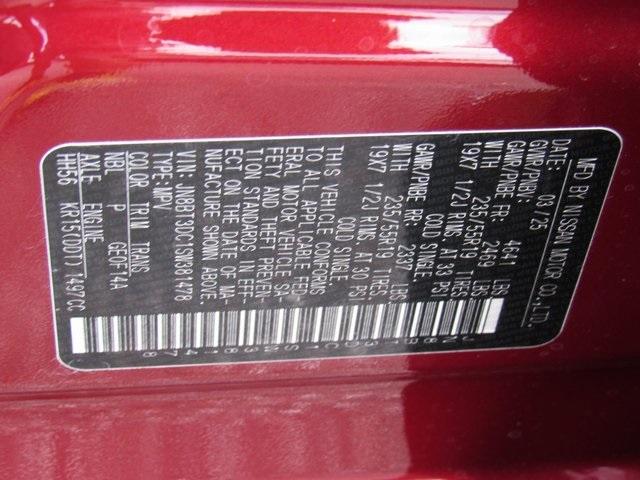 MFD BY NISSAN MOTOR CO.,LTD.
DATE: 03/25
GVWR/PNBV: 4641 LBS
GAWR/PNBE FR: 2469 LBS
WITH 235/55R19 TIRES
19X7 1/2J RIMS, AT 33 PSI
COLD SINGLE.
GAWR/PNBE RR: 2337 LBS
WITH 235/55R19 TIRES
19X7 1/2J RIMS, AT 30 PSI
COLD SINGLE.
THIS VEHICLE CONFORMS
TO ALL APPLICABLE FED
ERAL MOTOR VEHICLE SA
FETY AND THEFT PREVEN
TION STANDARDS IN EFF-
ECT ON THE DATE OF MA-
NUFACTURE SHOWN ABOVE.
VIN: JN8BT3DC1SW381478
MPV
COLOR TRIM TRANS
NBL P GEOF14A
AXLE ENGINE
HH56 KR15(DDT) 1497CC
JN8BT3DC1SW381478